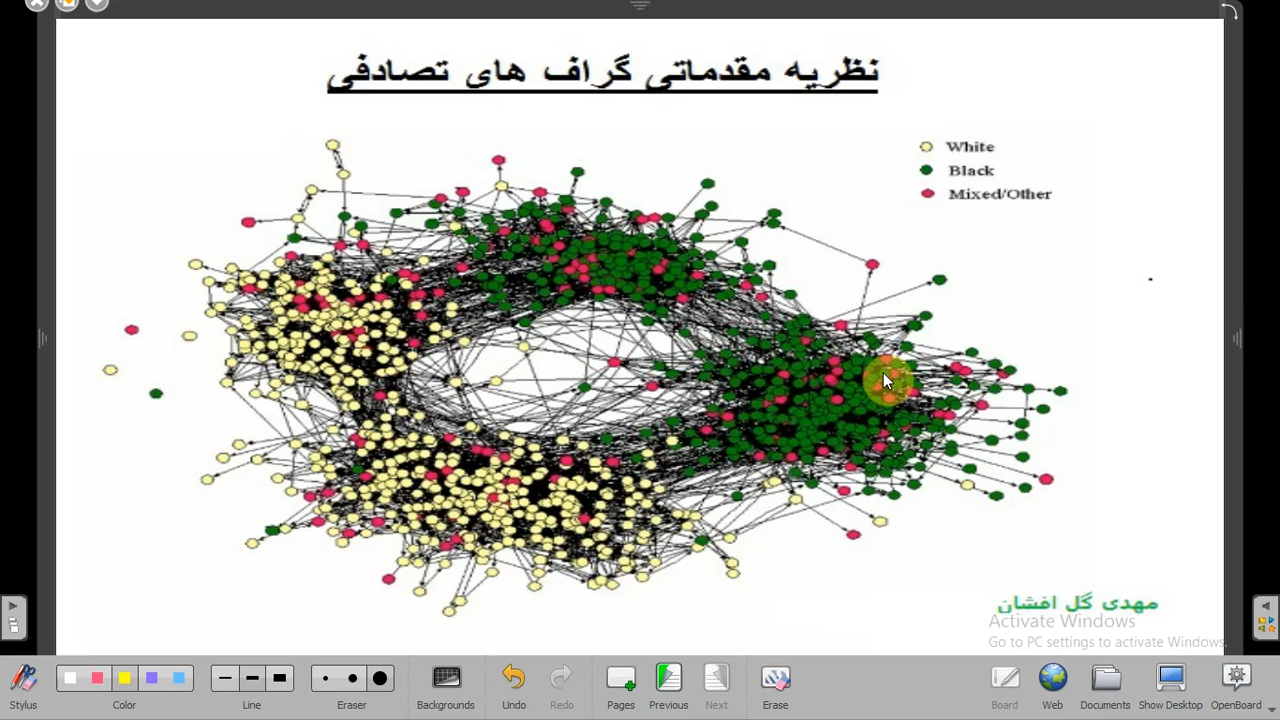 نظریه مقدماتی گراف های تصادفی
White
Black
Mixed/Other
مهدی گل افشان
Activate Windows
Go to PC settings to activate Windows.
Stylus
Color
Line
Eraser
Backgrounds
Undo
Redo
Pages
Previous
Next
Erase
Board
Web
Documents
Show Desktop
OpenBoard